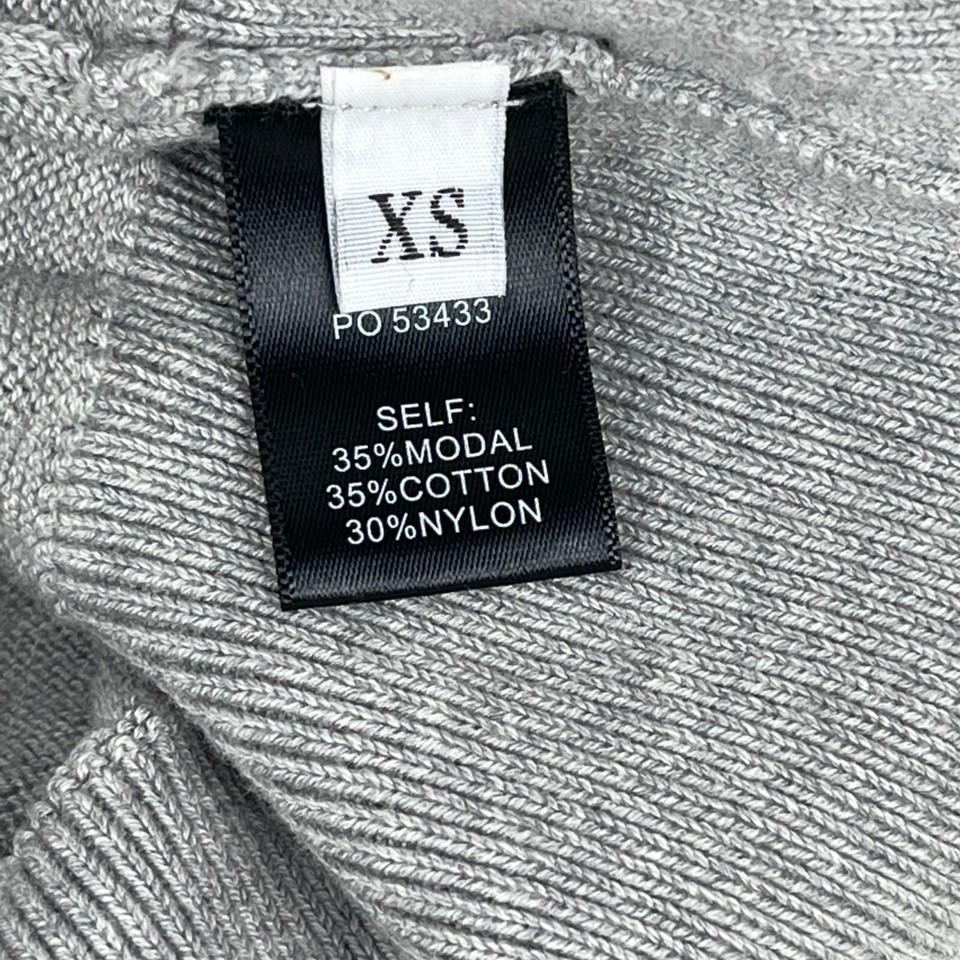 XS
PO 53433
SELF:
35%MODAL
35%COTTON
30%NYLON